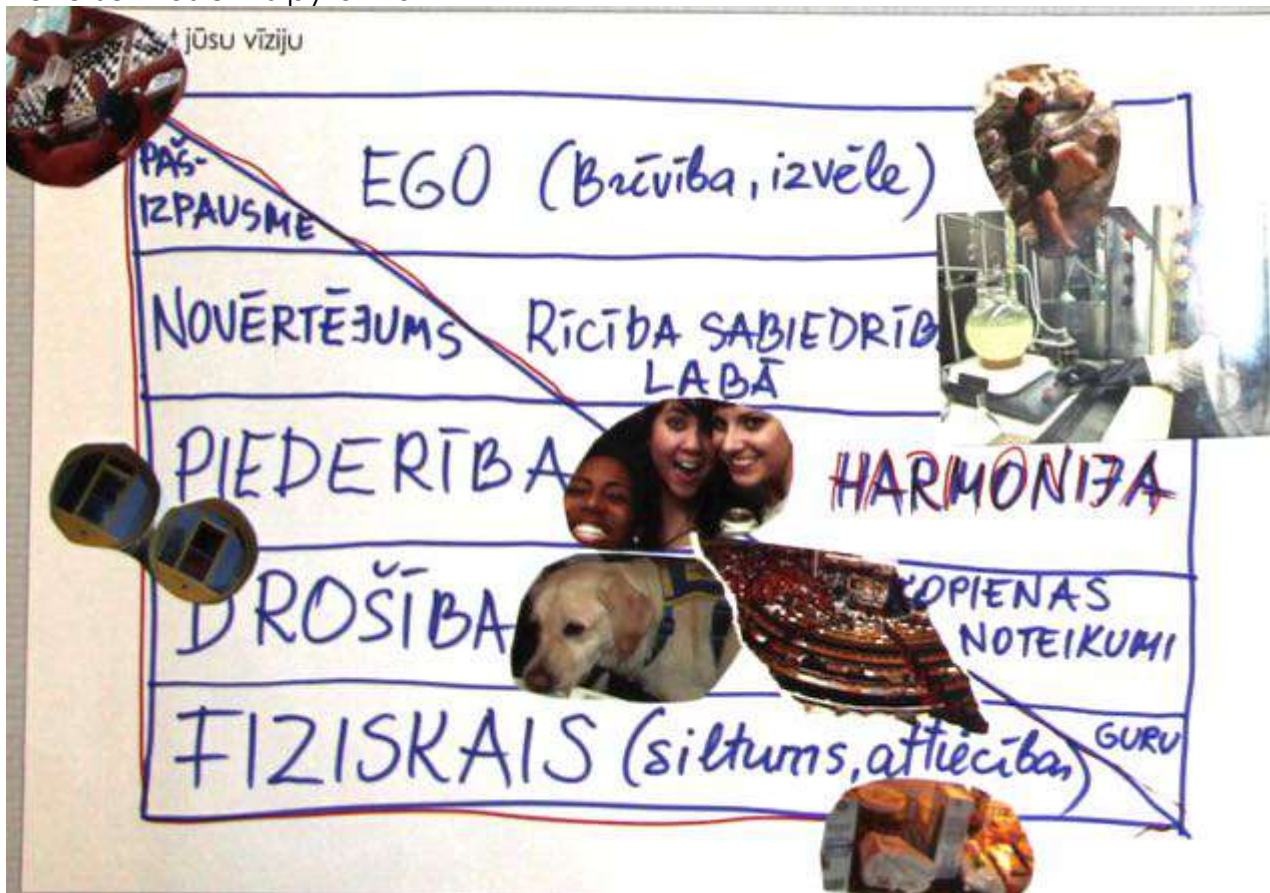 jūsu vīziju
PAŠ-
IZPAUSME
EGO (Brīvība, izvēle)
NOVĒRTĒJUMS
RĪCĪBA SABIEDRĪB
LABĀ
PIEDERĪBA
HARMONIJA
DROŠĪBA
KOPIENAS
NOTEIKUMI
FIZISKAIS (siltums, attiecības)
GURU